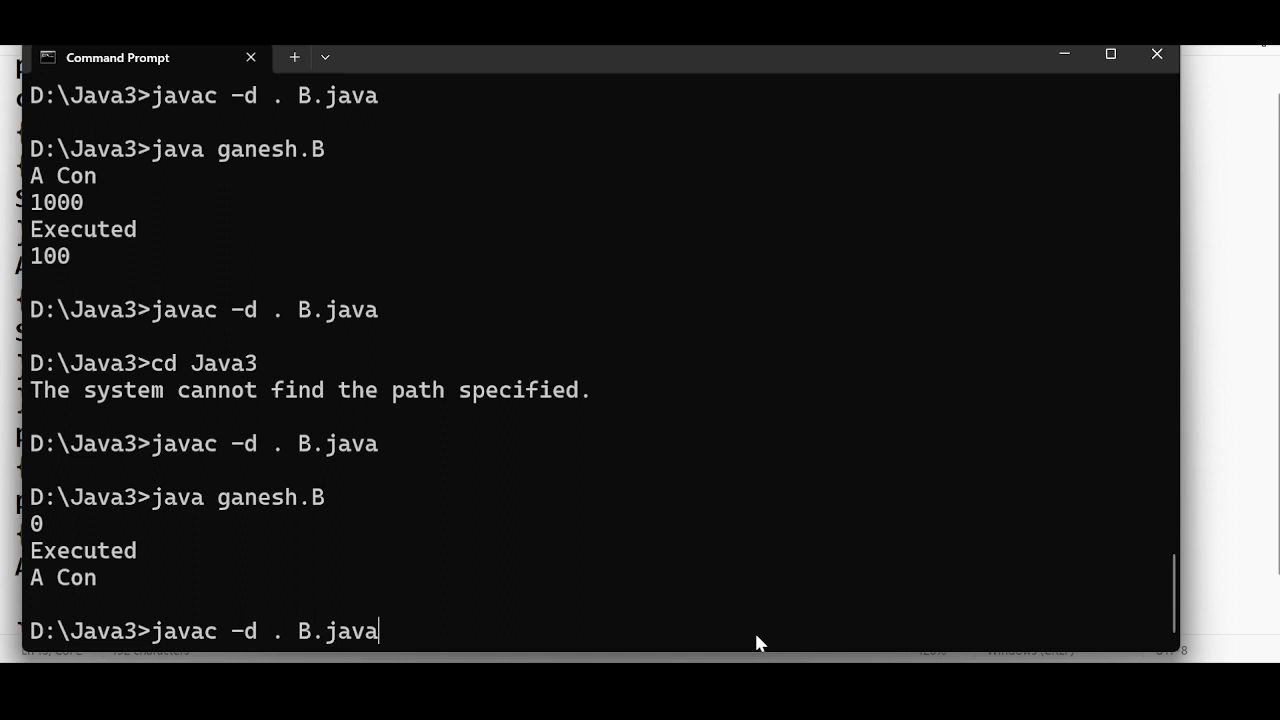 Command Prompt
D:\Java3>javac -d . B.java
D:\Java3>java ganesh.B
A Con
1000
Executed
100
D:\Java3>javac -d . B.java
D:\Java3>cd Java3
The system cannot find the path specified.
D:\Java3>javac -d . B.java
D:\Java3>java ganesh.B
0
Executed
A Con
D:\Java3>javac -d . B.java